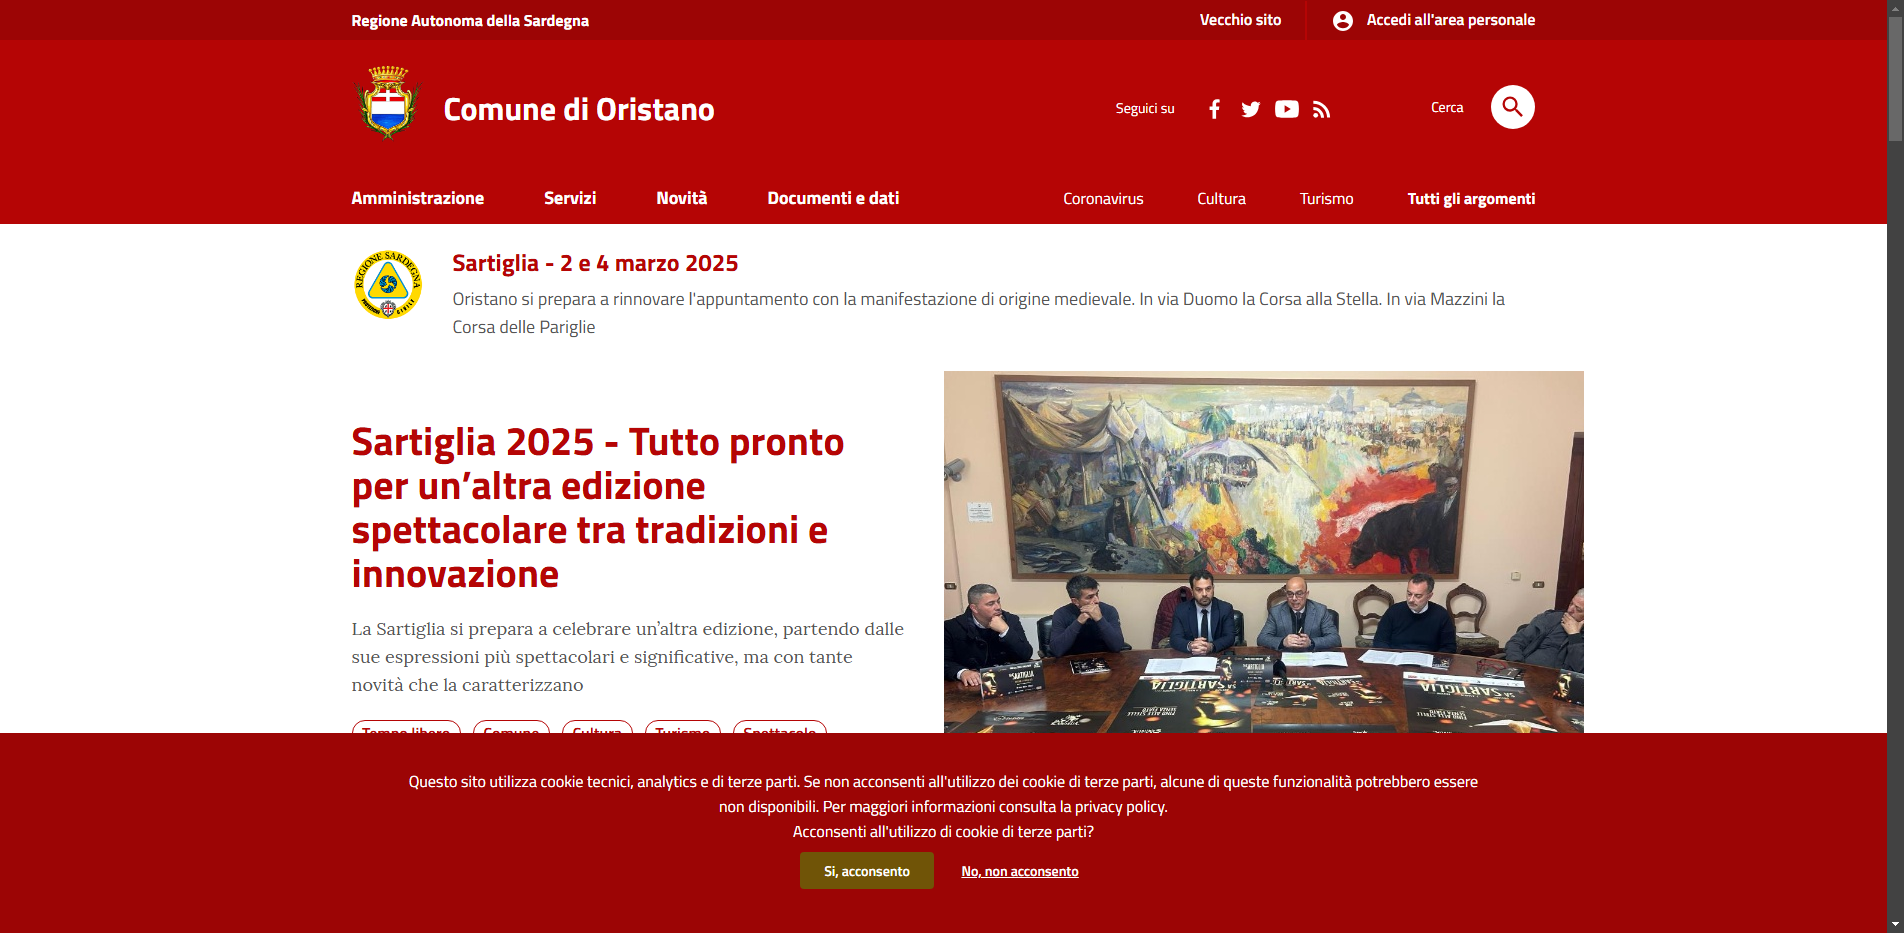 Regione Autonoma della Sardegna
Vecchio sito
Accedi all'area personale
Comune di Oristano
Seguici su
Cerca
Amministrazione
Servizi
Novità
Documenti e dati
Coronavirus
Cultura
Turismo
Tutti gli argomenti
REGIONE SARDEGNA
Sartiglia - 2 e 4 marzo 2025
Oristano si prepara a rinnovare l'appuntamento con la manifestazione di origine medievale. In via Duomo la Corsa alla Stella. In via Mazzini la
Corsa delle Pariglie
Sartiglia 2025 - Tutto pronto
per un’altra edizione
spettacolare tra tradizioni e
innovazione
La Sartiglia si prepara a celebrare un’altra edizione, partendo dalle
sue espressioni più spettacolari e significative, ma con tante
novità che la caratterizzano
Tempo libero
Comune
Cultura
Turismo
Spettacolo
SARTIGLIA
SARTIGLIA
SARTIGLIA
Questo sito utilizza cookie tecnici, analytics e di terze parti. Se non acconsenti all'utilizzo dei cookie di terze parti, alcune di queste funzionalità potrebbero essere
non disponibili. Per maggiori informazioni consulta la privacy policy.
Acconsenti all'utilizzo di cookie di terze parti?
Si, acconsento
No, non acconsento